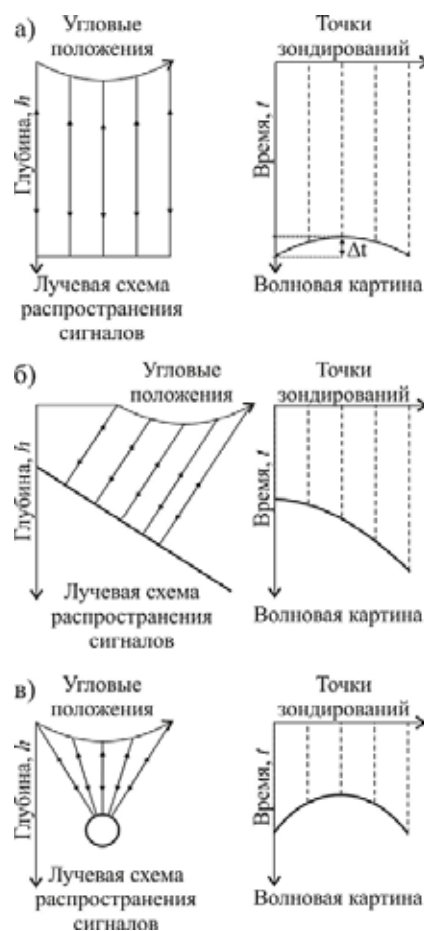 а)
Угловые
положения
Глубина, h
Лучевая схема
распространения
сигналов
Точки
зондирований
Время, t
Δt
Волновая картина
б)
Угловые
положения
Глубина, h
Лучевая схема
распространения
сигналов
Точки
зондирований
Время, t
Волновая картина
в)
Угловые
положения
Глубина, h
Лучевая схема
распространения
сигналов
Точки
зондирований
Время, t
Волновая картина